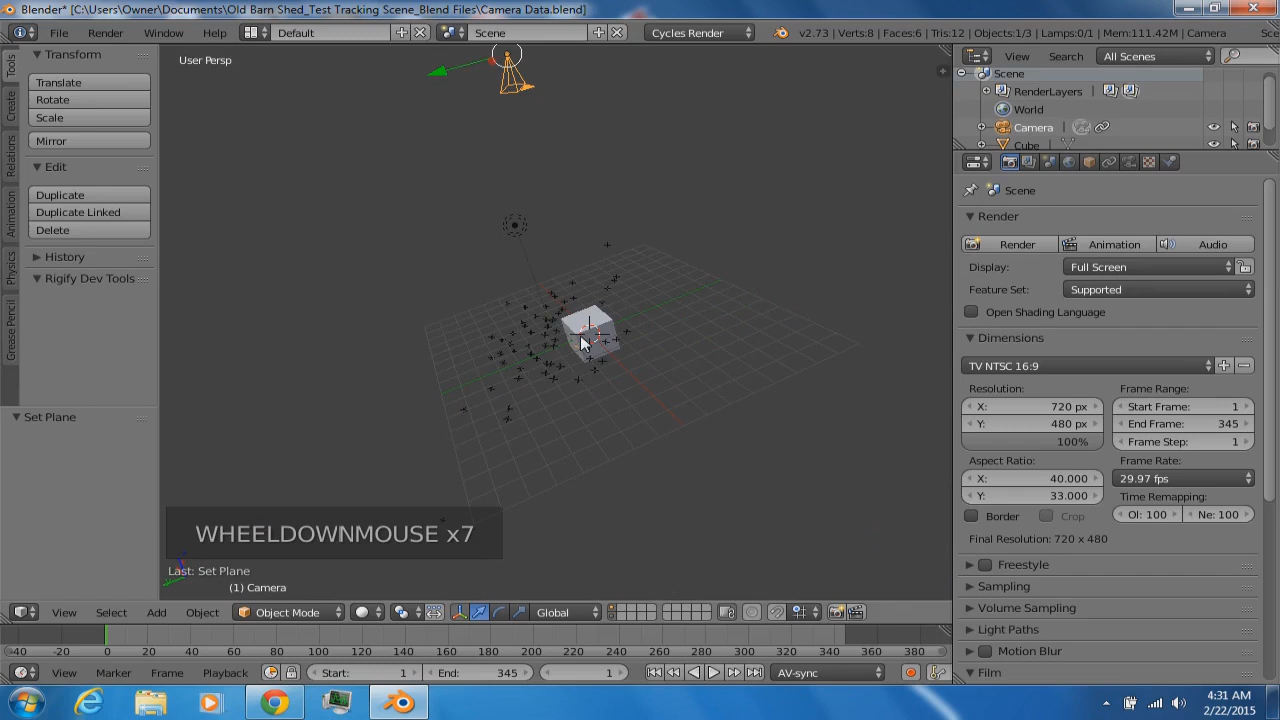 Blender* [C:\Users\Owner\Documents\Old Barn Shed_Test Tracking Scene_Blend Files\Camera Data.blend]
File Render Window Help Default Scene Cycles Render v2.73 | Verts:8 | Faces:6 | Tris:12 | Objects:1/3 | Lamps:0/1 | Mem:111.42M | Camera Sce
Transform
Translate
Rotate
Scale
Mirror
Edit
Duplicate
Duplicate Linked
Delete
History
Rigify Dev Tools
Set Plane
Tools
Create
Relations
Animation
Physics
Grease Pencil
User Persp
WHEELDOWNMOUSE x7
Last: Set Plane
(1) Camera
View Search All Scenes
Scene
RenderLayers
World
Camera
Cube
Scene
Render
Render Animation Audio
Display: Full Screen
Feature Set: Supported
Open Shading Language
Dimensions
TV NTSC 16:9
Resolution: Frame Range:
X: 720 px Start Frame: 1
Y: 480 px End Frame: 345
100% Frame Step: 1
Aspect Ratio: Frame Rate:
X: 40.000 29.97 fps
Y: 33.000 Time Remapping:
Border Crop Ol: 100 Ne: 100
Final Resolution: 720 x 480
Freestyle
Sampling
Volume Sampling
Light Paths
Motion Blur
Film
View Select Add Object Object Mode Global
-40 -20 0 20 40 60 80 100 120 140 160 180 200 220 240 260 280 300 320 340 360 380
View Marker Frame Playback Start: 1 End: 345 1 AV-sync
4:31 AM
2/22/2015